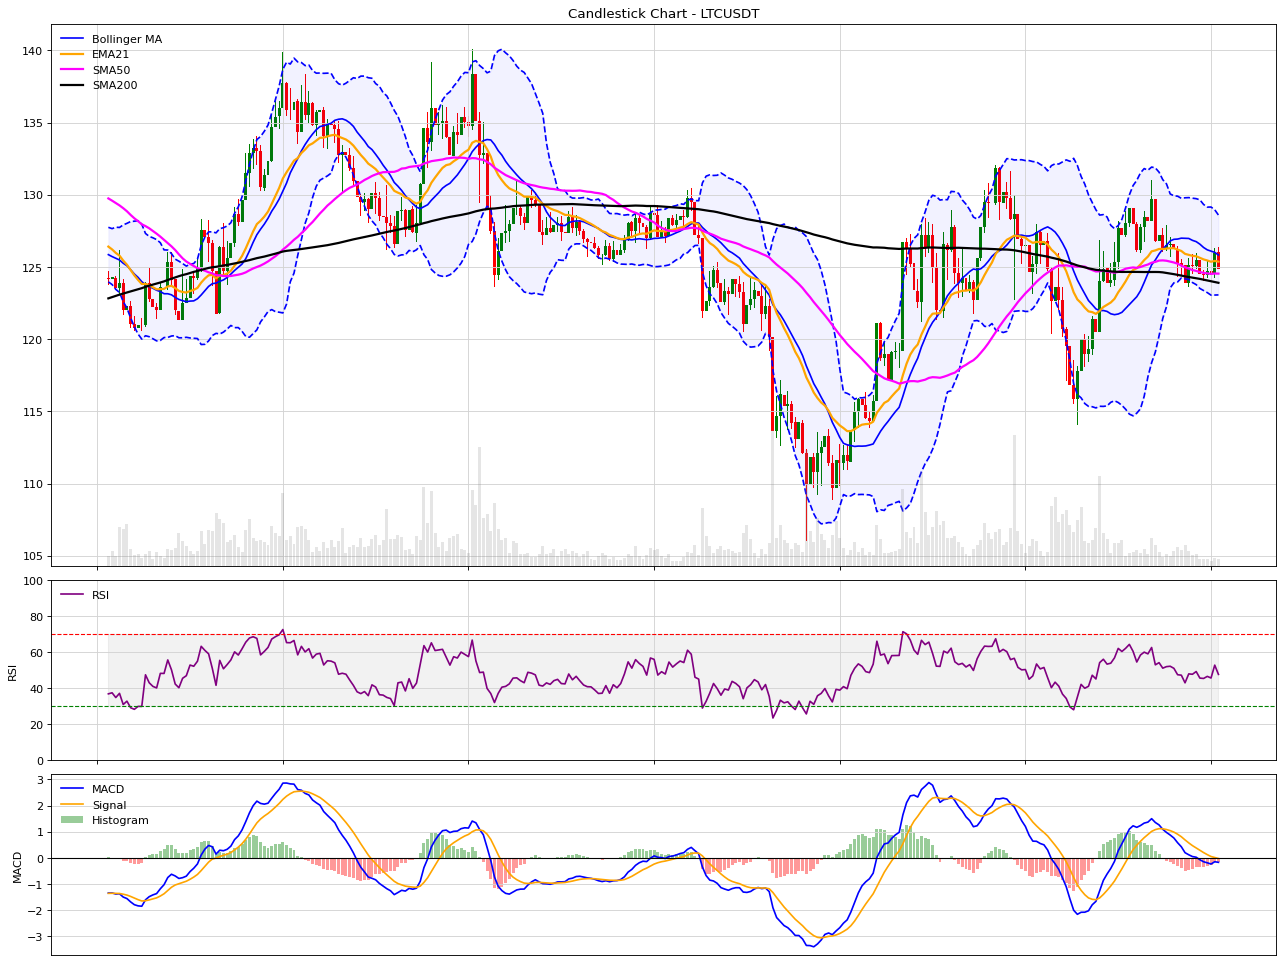 Candlestick Chart - LTCUSDT
Bollinger MA
EMA21
SMA50
SMA200
140
135
130
125
120
115
110
105
100
80
60
40
20
0
RSI
RSI
3
2
1
0
−1
−2
−3
MACD
MACD
Signal
Histogram